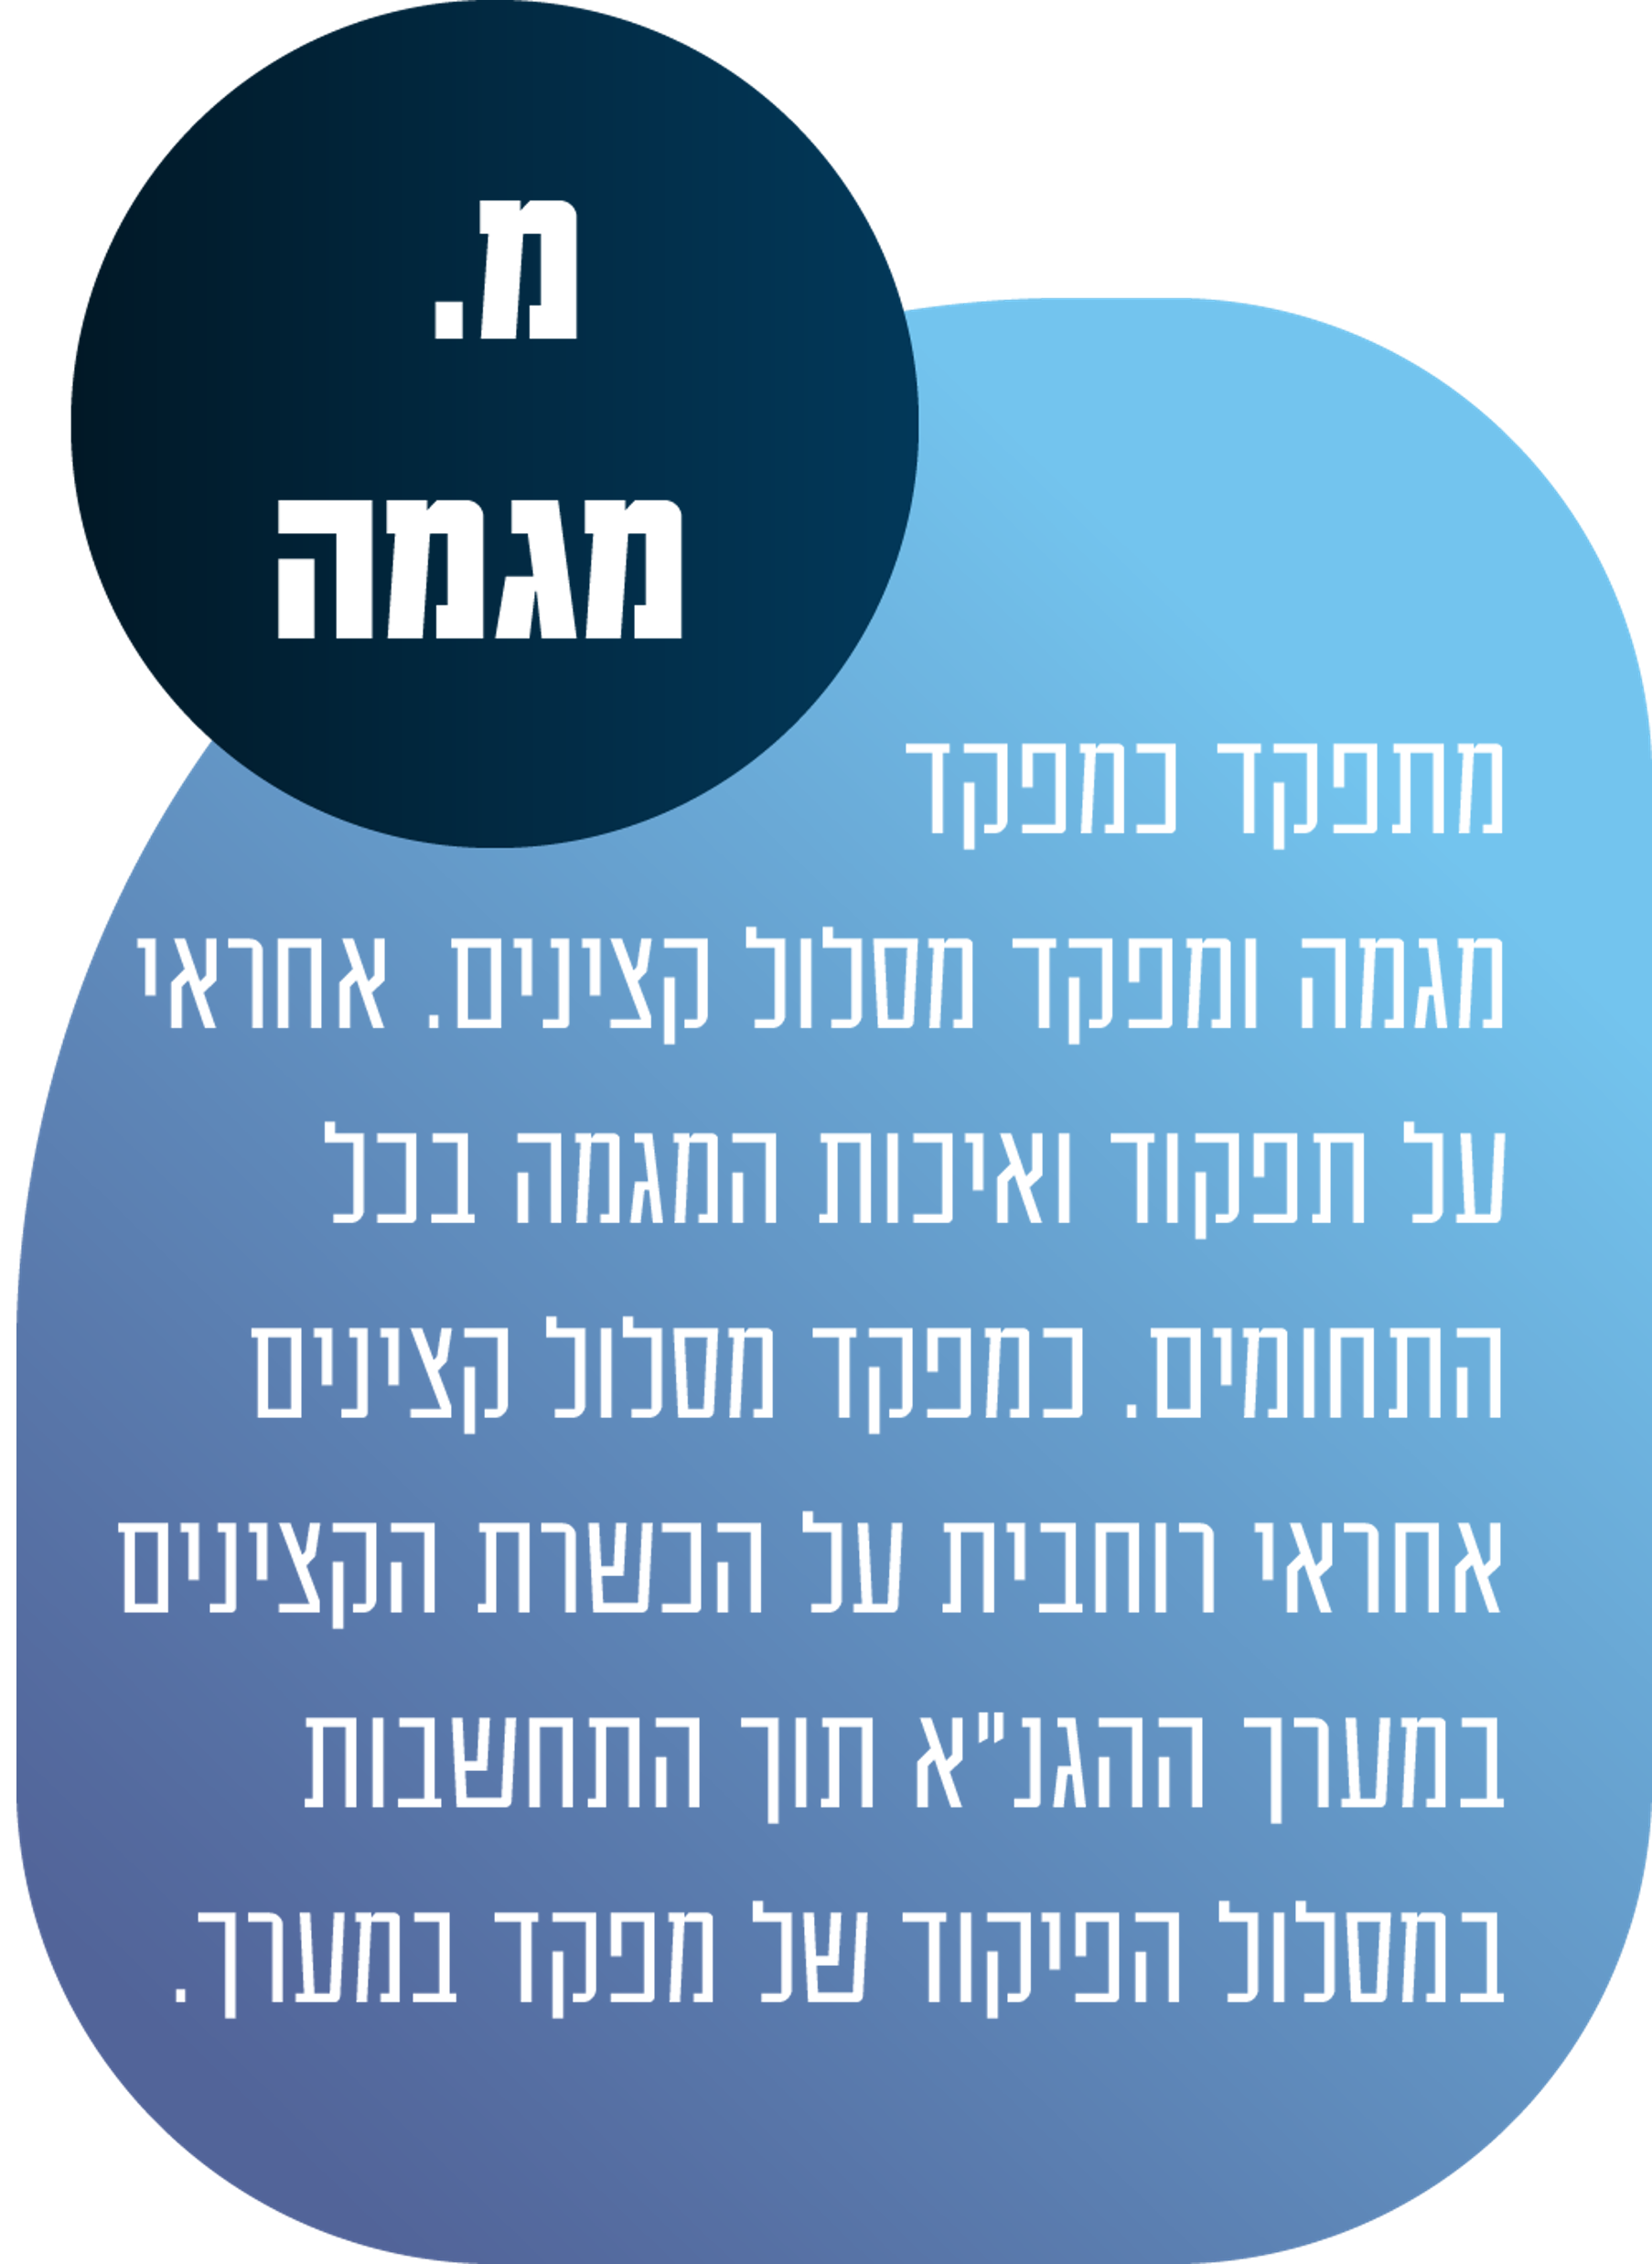 מ.
מגמה
מתפקד כמפקד
מגמה ומפקד מסלול קצינים. אחראי
על תפקוד ואיכות המגמה בכל
התחומים. כמפקד מסלול קצינים
אחראי רוחבית על הכשרת הקצינים
במערך ההגנ"א תוך התחשבות
במסלול הפיקוד של מפקד במערך.